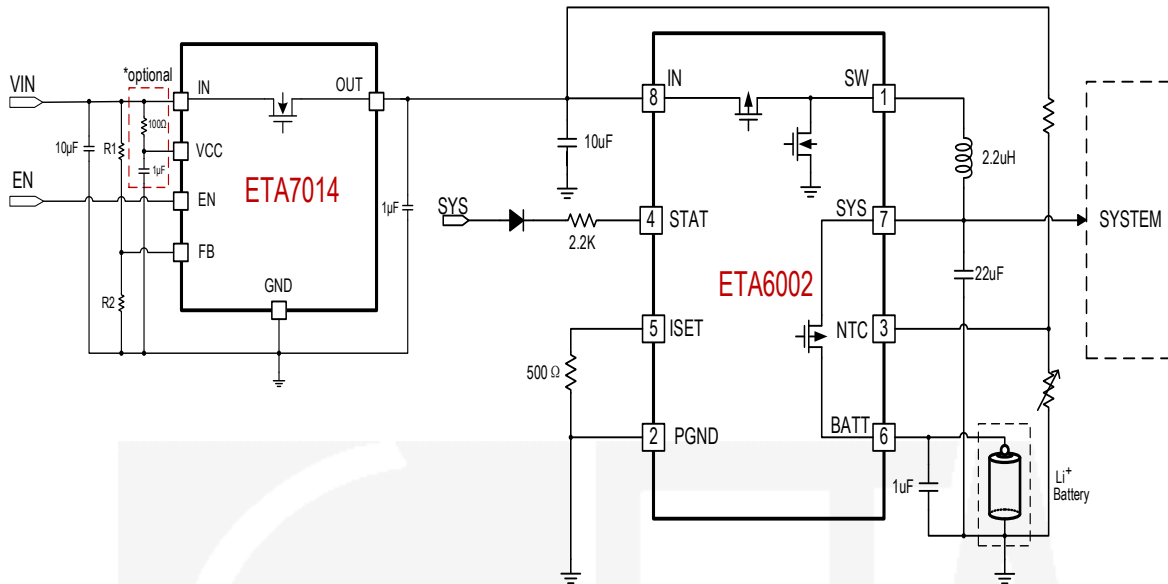 *optional
VIN
IN
OUT
100Ω
10µF
R1
VCC
1µF
EN
EN
ETA7014
1µF
FB
GND
R2
IN
8
SW
1
10uF
2.2uH
SYS
4
STAT
2.2K
SYS
7
SYSTEM
22uF
ETA6002
5
ISET
NTC
3
500Ω
2
PGND
BATT
6
1uF
Li+
Battery